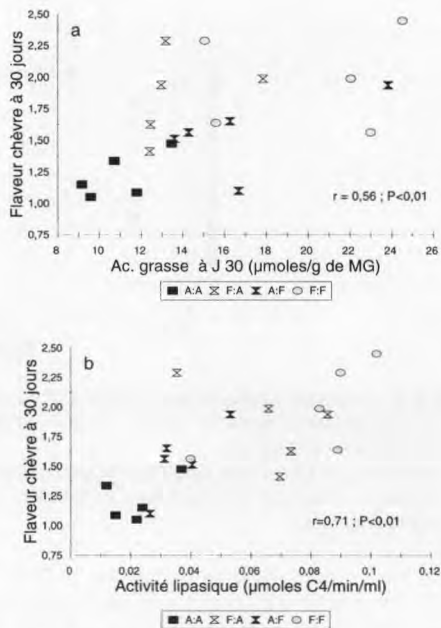 a
Flaveur chèvre à 30 jours
2,50
2,25
2,00
1,75
1,50
1,25
1,00
0,75
r = 0,56 ; P<0,01
8 10 12 14 16 18 20 22 24 26
Ac. grasse à J 30 (µmoles/g de MG)
A:A F:A A:F F:F
b
Flaveur chèvre à 30 jours
2,50
2,25
2,00
1,75
1,50
1,25
1,00
0,75
r=0,71 ; P<0,01
0 0,02 0,04 0,06 0,08 0,1 0,12
Activité lipasique (µmoles C4/min/ml)
A:A F:A A:F F:F